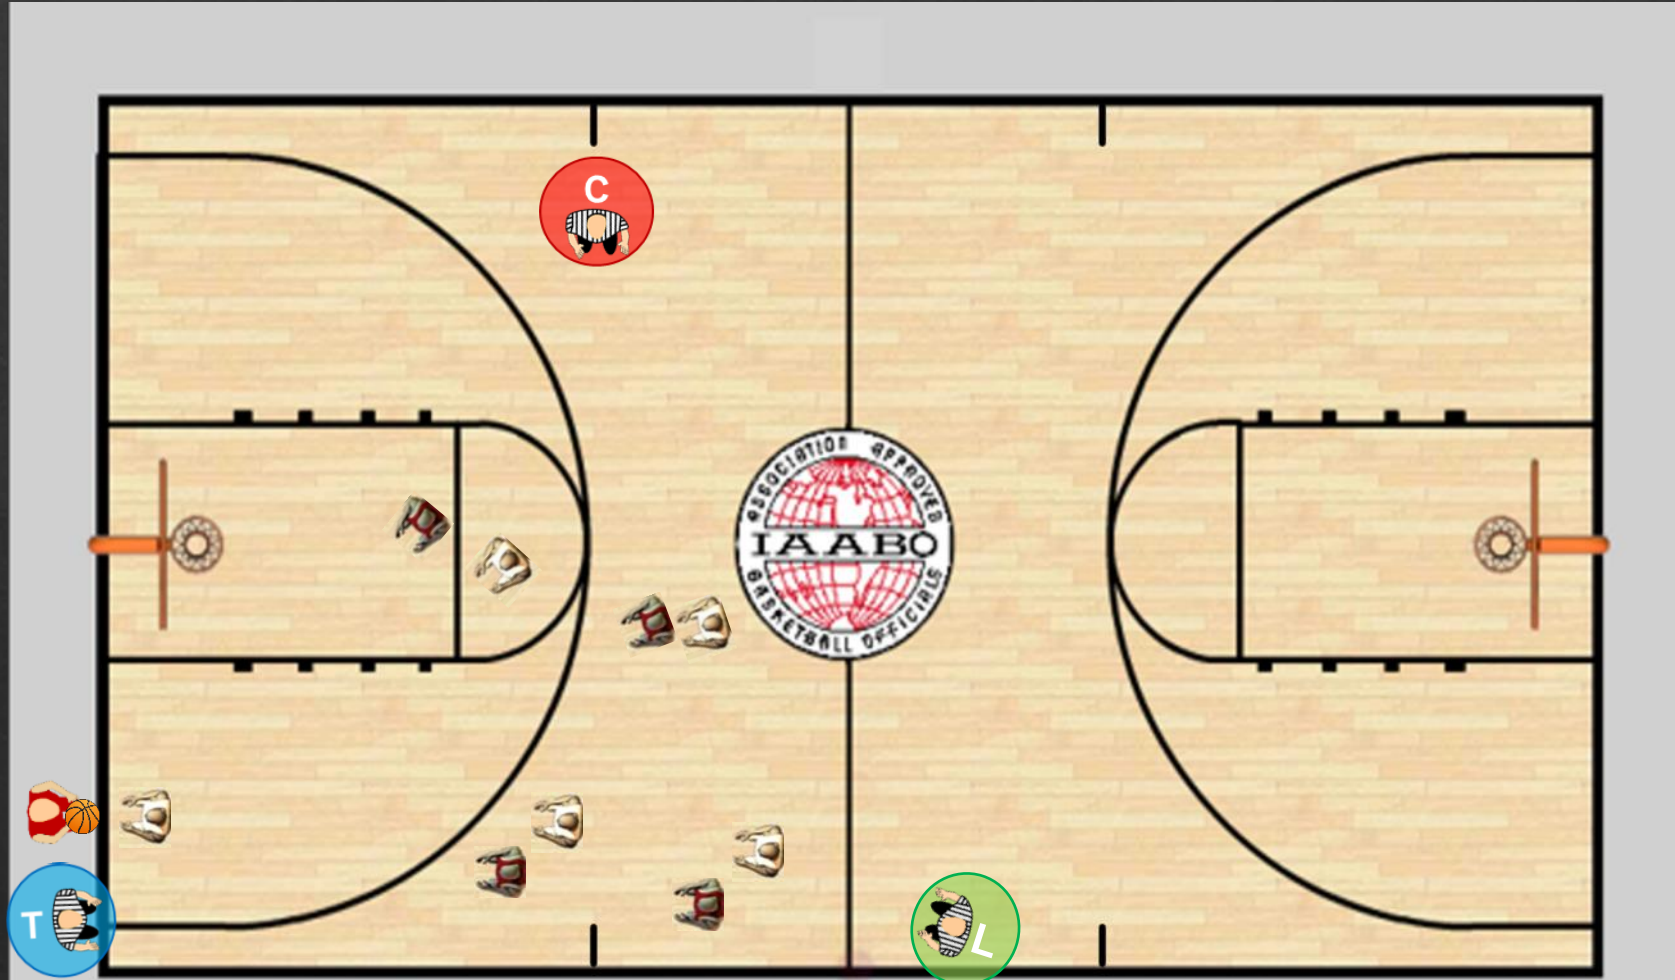 C
ASSOCIATION APPROVED
IAABO
BASKETBALL OFFICIALS
T
L